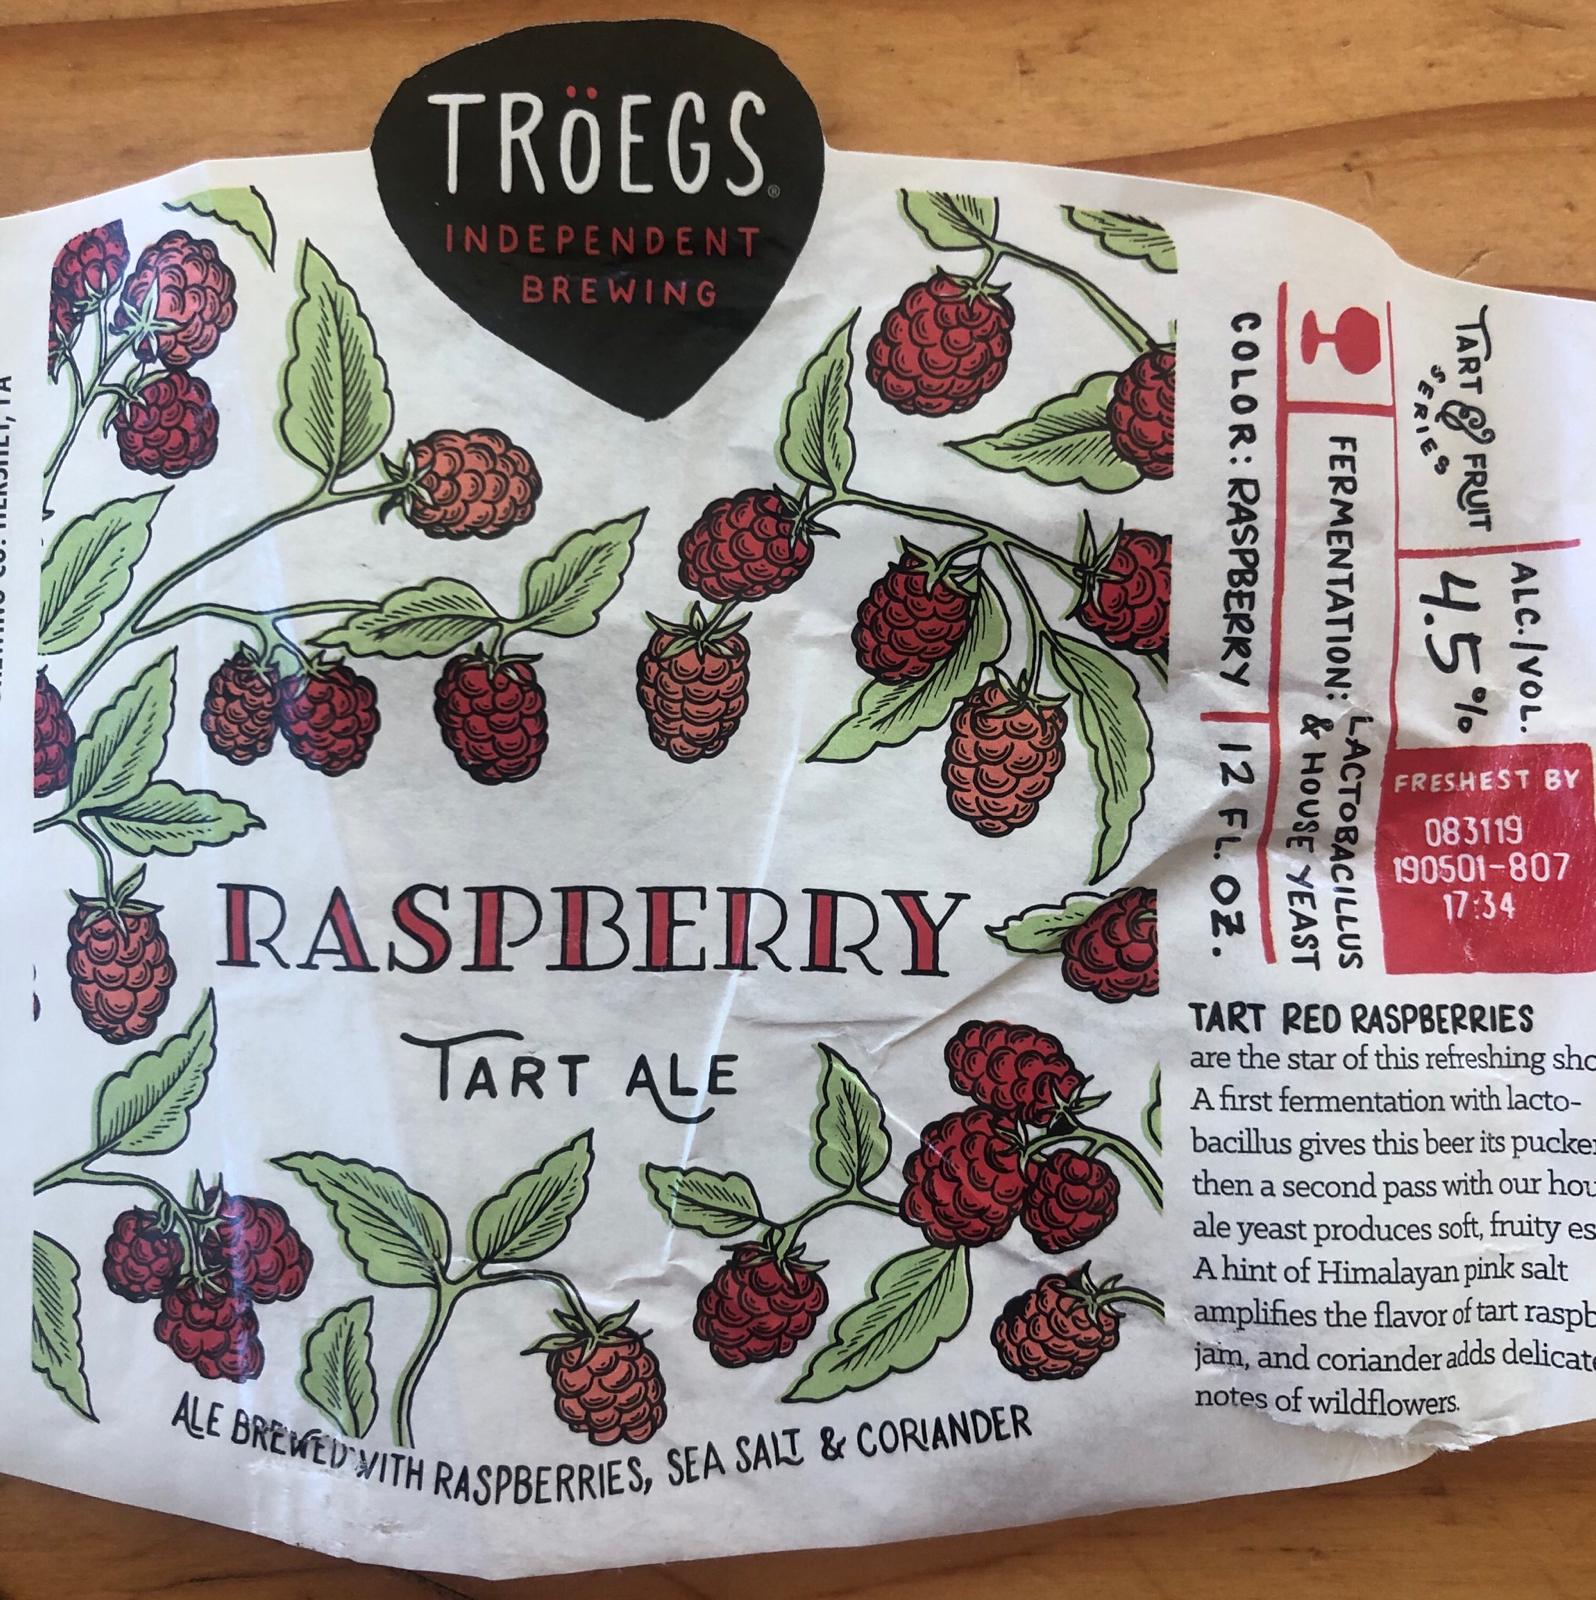 TRÖEGS®
INDEPENDENT
BREWING
RASPBERRY
TART ALE
ALE BREWED WITH RASPBERRIES, SEA SALT & CORIANDER
TART & FRUIT
SERIES
ALC./VOL.
4.5%
FERMENTATION: LACTOBACILLUS
& HOUSE YEAST
COLOR: RASPBERRY
12 FL. OZ.
FRESHEST BY
083119
190501-807
17:34
TART RED RASPBERRIES
are the star of this refreshing
A first fermentation with lacto-
bacillus gives this beer its
then a second pass with our
ale yeast produces soft, fruity
A hint of Himalayan pink salt
amplifies the flavor of tart
jam, and coriander adds
notes of wildflowers.
HERSHEY, PA